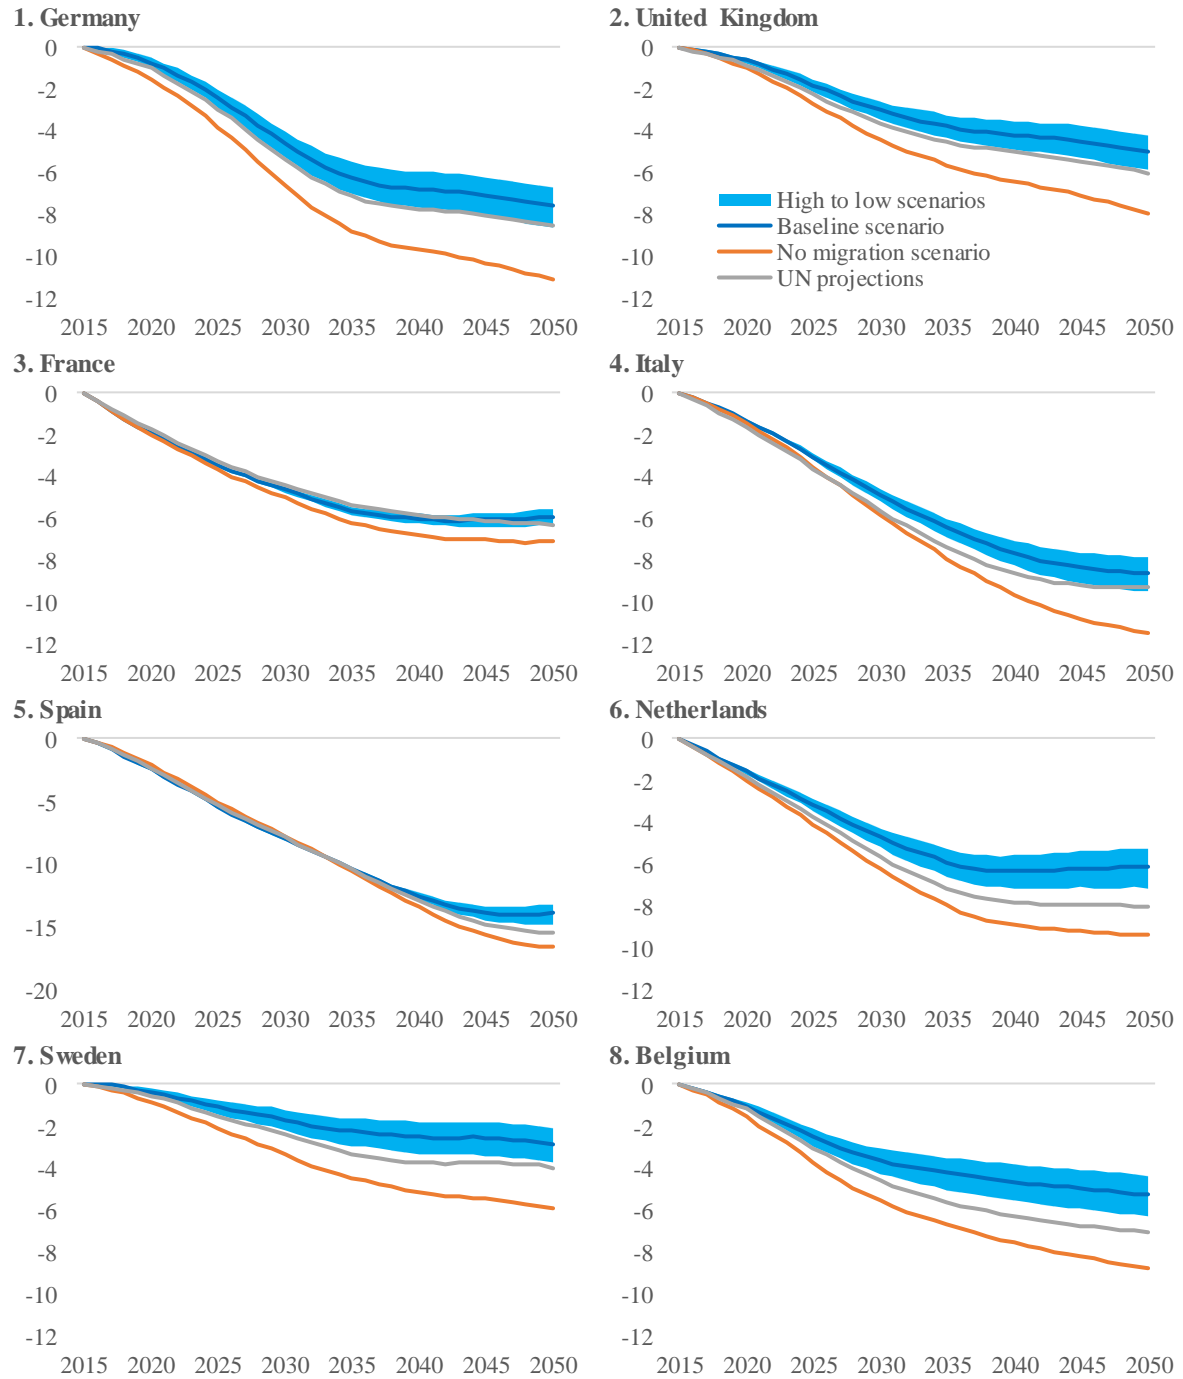 1. Germany
0
-2
-4
-6
-8
-10
-12
2015 2020 2025 2030 2035 2040 2045 2050
2. United Kingdom
0
-2
-4
-6
-8
-10
-12
High to low scenarios
Baseline scenario
No migration scenario
UN projections
2015 2020 2025 2030 2035 2040 2045 2050
3. France
0
-2
-4
-6
-8
-10
-12
2015 2020 2025 2030 2035 2040 2045 2050
4. Italy
0
-2
-4
-6
-8
-10
-12
2015 2020 2025 2030 2035 2040 2045 2050
5. Spain
0
-5
-10
-15
-20
2015 2020 2025 2030 2035 2040 2045 2050
6. Netherlands
0
-2
-4
-6
-8
-10
-12
2015 2020 2025 2030 2035 2040 2045 2050
7. Sweden
0
-2
-4
-6
-8
-10
-12
2015 2020 2025 2030 2035 2040 2045 2050
8. Belgium
0
-2
-4
-6
-8
-10
-12
2015 2020 2025 2030 2035 2040 2045 2050